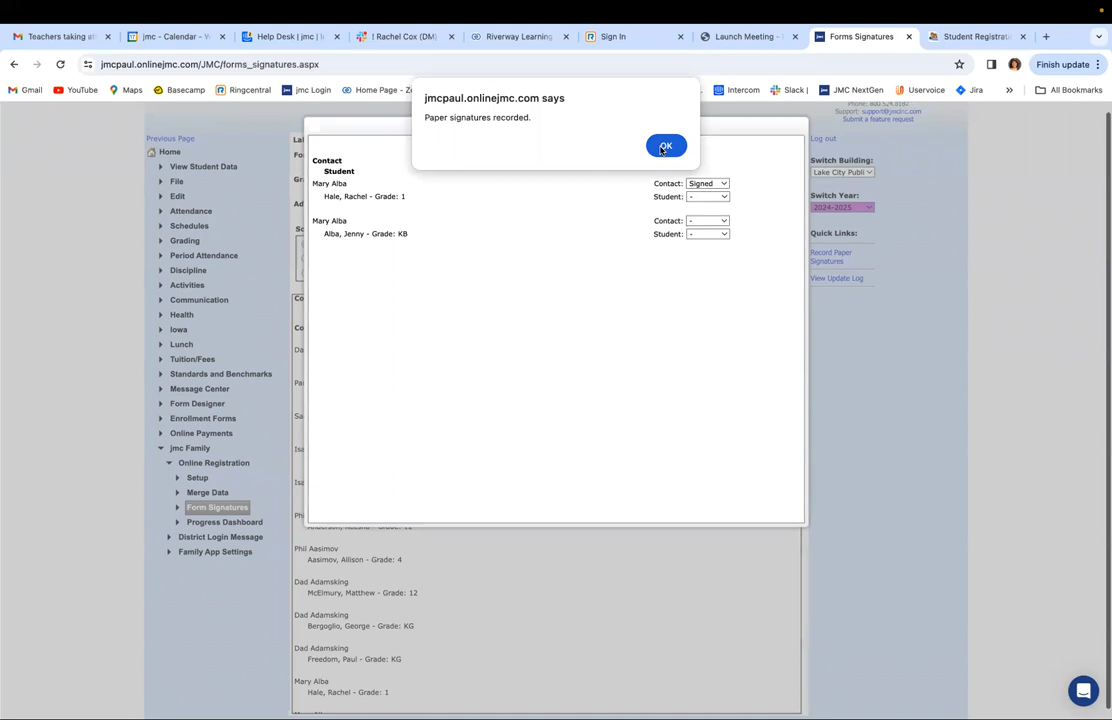 Teachers taking at
jmc - Calendar - W
Help Desk | jmc |
! Rachel Cox (DM)
Riverway Learning
Sign In
Launch Meeting -
Forms Signatures
Student Registrati
jmcpaul.onlinejmc.com/JMC/forms_signatures.aspx
Finish update
Gmail
YouTube
Maps
Basecamp
Ringcentral
jmc Login
Home Page - Z
Intercom
Slack |
JMC NextGen
Uservoice
Jira
»
All Bookmarks
jmcpaul.onlinejmc.com says
Paper signatures recorded.
OK
Phone: 800.524.8182
Support: support@jmcinc.com
Submit a feature request
Previous Page
Log out
Home
View Student Data
File
Edit
Attendance
Schedules
Grading
Period Attendance
Discipline
Activities
Communication
Health
Iowa
Lunch
Tuition/Fees
Standards and Benchmarks
Message Center
Form Designer
Enrollment Forms
Online Payments
jmc Family
Online Registration
Setup
Merge Data
Form Signatures
Progress Dashboard
District Login Message
Family App Settings
Contact
Student
Mary Alba
Contact: Signed
Hale, Rachel - Grade: 1
Student: -
Mary Alba
Contact: -
Alba, Jenny - Grade: KB
Student: -
Switch Building:
Lake City Publi
Switch Year:
2024-2025
Quick Links:
Record Paper
Signatures
View Update Log
Phil Aasimov
Aasimov, Allison - Grade: 4
Dad Adamsking
McElmury, Matthew - Grade: 12
Dad Adamsking
Bergoglio, George - Grade: KG
Dad Adamsking
Freedom, Paul - Grade: KG
Mary Alba
Hale, Rachel - Grade: 1